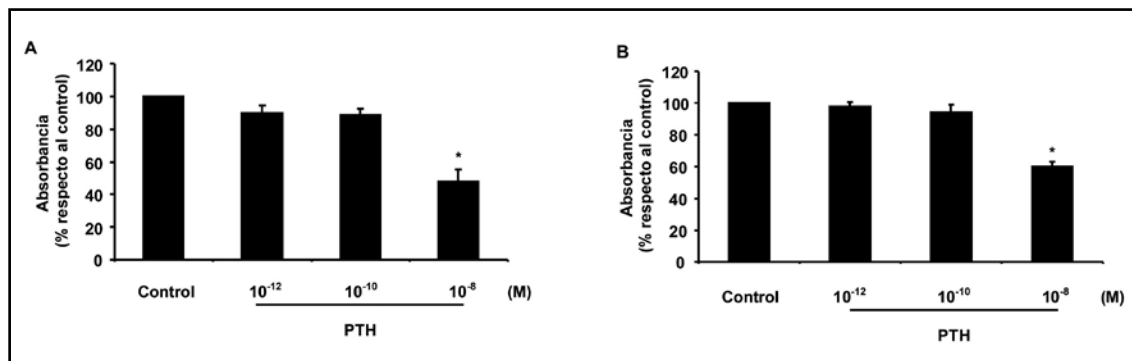 A
Absorbancia
(% respecto al control)
120
100
80
60
40
20
0
*
Control 10⁻¹² 10⁻¹⁰ 10⁻⁸ (M)
PTH
B
Absorbancia
(% respecto al control)
120
100
80
60
40
20
0
*
Control 10⁻¹² 10⁻¹⁰ 10⁻⁸ (M)
PTH